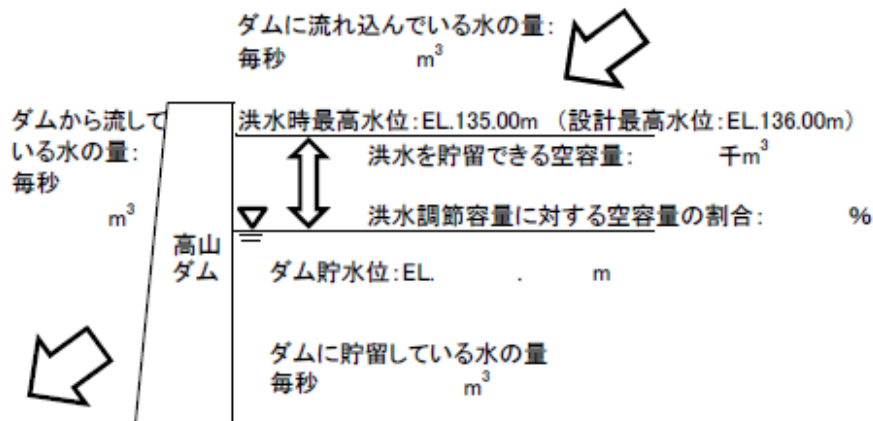 ダムに流れ込んでいる水の量:
毎秒 m³
ダムから流して
いる水の量:
毎秒
m³
洪水時最高水位:EL.135.00m (設計最高水位:EL.136.00m)
洪水を貯留できる空容量: 千m³
洪水調節容量に対する空容量の割合: %
高山
ダム
ダム貯水位:EL. . m
ダムに貯留している水の量
毎秒 m³